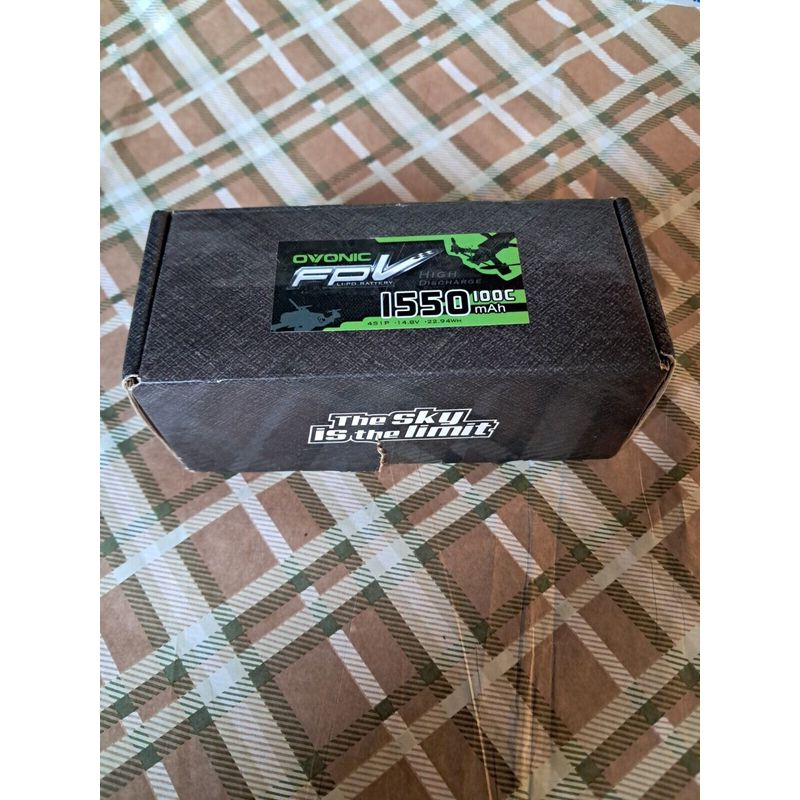 OVONIC
FPV
LI-PO BATTERY
HIGH
DISCHARGE
1550 100C
mAh
4S1P ·14.8V ·22.94WH
The sky
is the limit